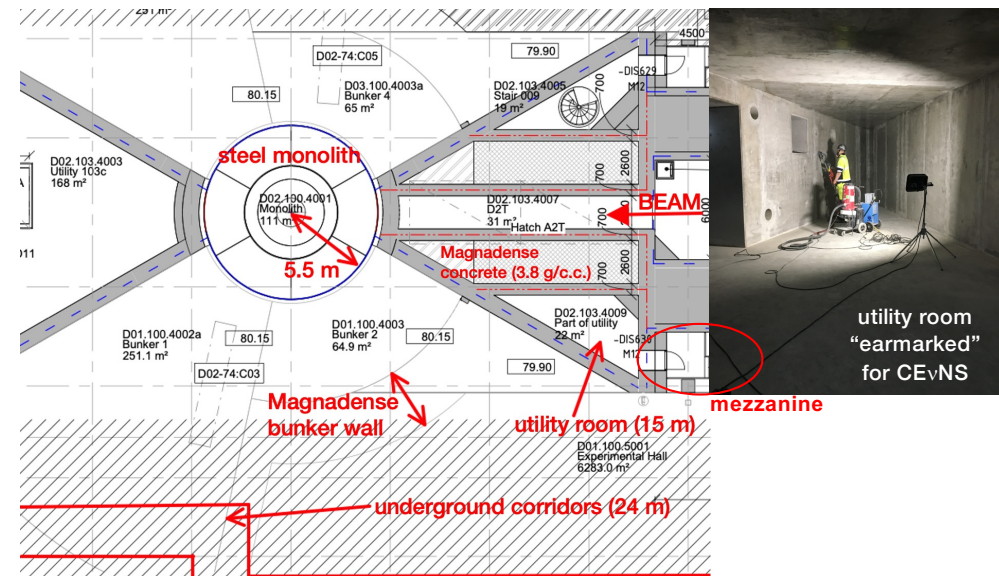 251 m²
D02-74:C05
79.90
4500
80.15
D03.100.4003a
Bunker 4
65 m²
D02.103.4005
Stair 009
19 m²
-DIS629
M12
700
2600
steel monolith
D02.103.4003
Utility 103c
168 m²
D02.100.4001
Monolith
111 m²
D02.103.4007
D2T
31 m²
Hatch A2T
BEAM
700
700
6000
A
D11
5.5 m
Magnadense
concrete (3.8 g/c.c.)
700
2600
D01.100.4002a
Bunker 1
251.1 m²
80.15
D02-74:C03
D01.100.4003
Bunker 2
64.9 m²
80.15
D02.103.4009
Part of utility
22 m²
-DIS630
M12
79.90
Magnadense
bunker wall
utility room (15 m)
mezzanine
D01.100.5001
Experimental Hall
6283.0 m²
underground corridors (24 m)
utility room
“earmarked”
for CEνNS